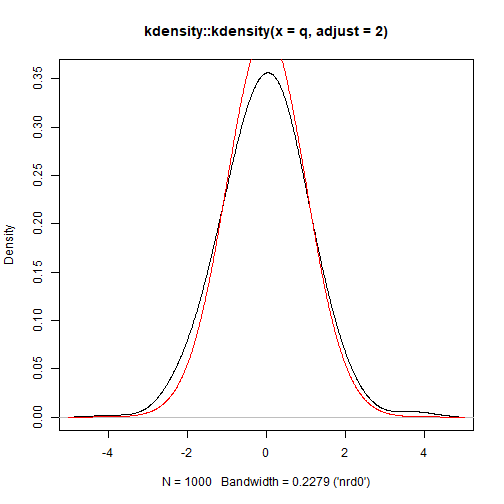 kdensity::kdensity(x = q, adjust = 2)
Density
0.35
0.30
0.25
0.20
0.15
0.10
0.05
0.00
-4 -2 0 2 4
N = 1000 Bandwidth = 0.2279 ('nrd0')